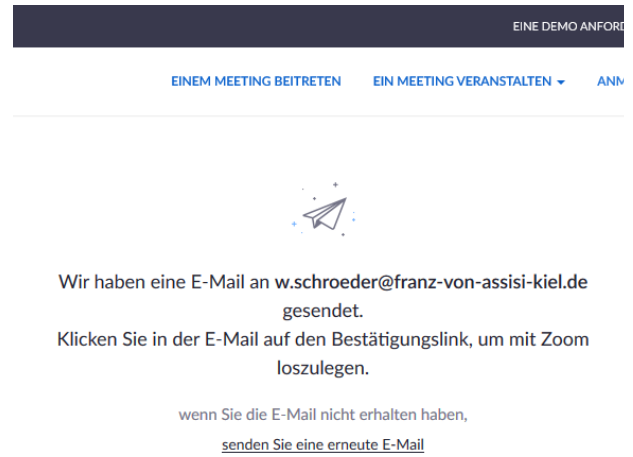 EINE DEMO
EINEM MEETING BEITRETEN EIN MEETING VERANSTALTEN
Wir haben eine E-Mail an w.schroeder@franz-von-assisi-kiel.de
gesendet.
Klicken Sie in der E-Mail auf den Bestätigungslink, um mit Zoom
loszulegen.
wenn Sie die E-Mail nicht erhalten haben,
senden Sie eine erneute E-Mail